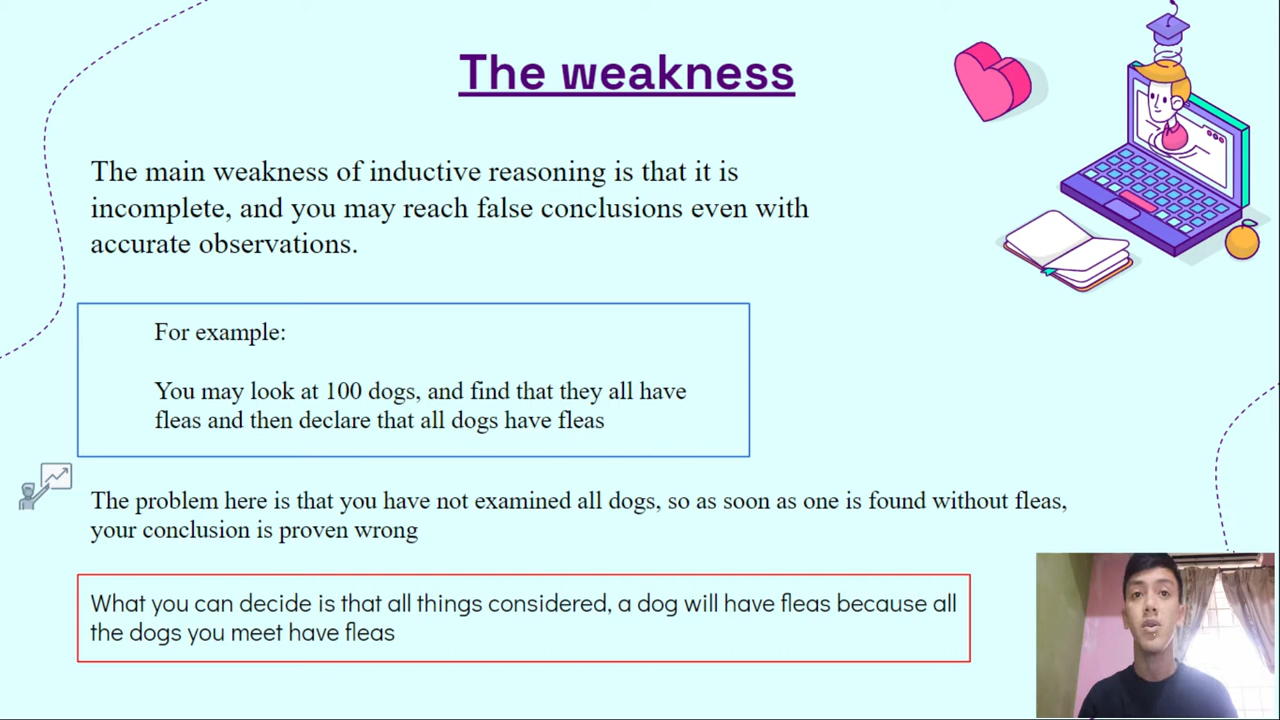 The weakness
The main weakness of inductive reasoning is that it is
incomplete, and you may reach false conclusions even with
accurate observations.
For example:
You may look at 100 dogs, and find that they all have
fleas and then declare that all dogs have fleas
The problem here is that you have not examined all dogs, so as soon as one is found without fleas,
your conclusion is proven wrong
What you can decide is that all things considered, a dog will have fleas because all
the dogs you meet have fleas